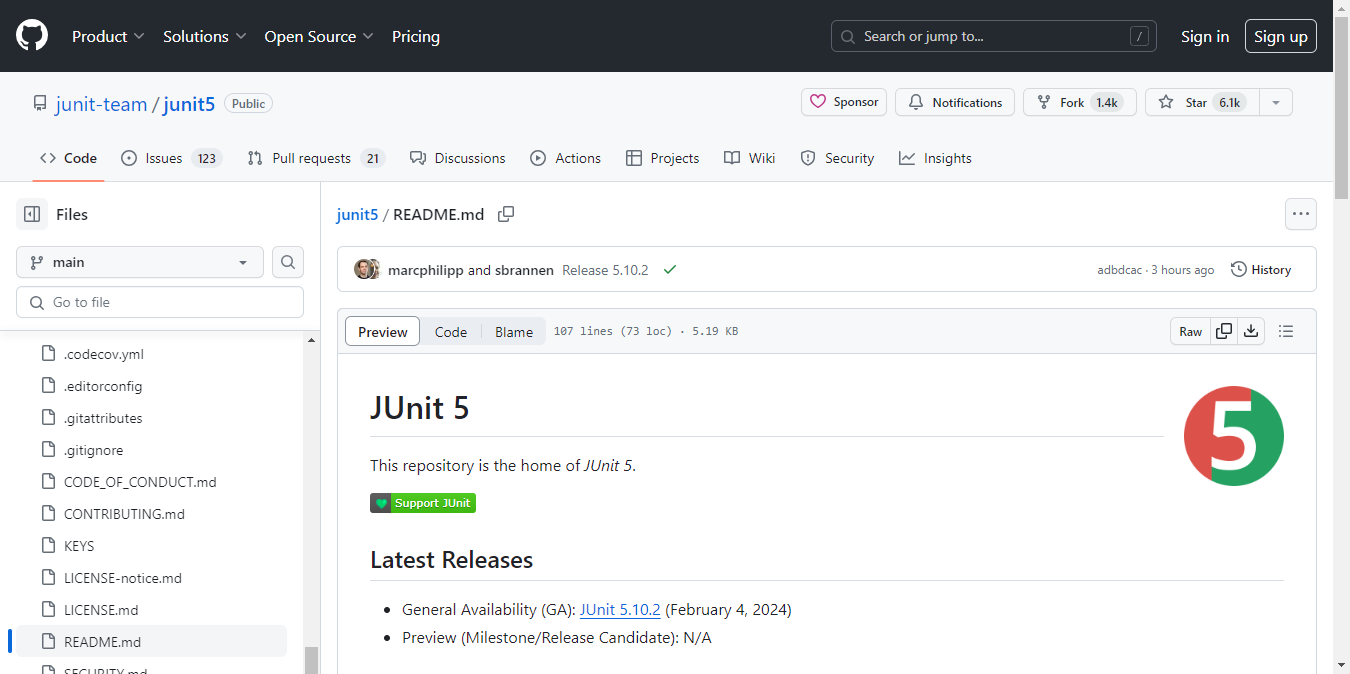 Product Solutions Open Source Pricing Search or jump to... / Sign in Sign up
junit-team / junit5 Public Sponsor Notifications Fork 1.4k Star 6.1k
Code Issues 123 Pull requests 21 Discussions Actions Projects Wiki Security Insights
Files
main
Go to file
.codecov.yml
.editorconfig
.gitattributes
.gitignore
CODE_OF_CONDUCT.md
CONTRIBUTING.md
KEYS
LICENSE-notice.md
LICENSE.md
README.md
SECURITY.md
junit5 / README.md
marcphilipp and sbrannen Release 5.10.2 adbdcac · 3 hours ago History
Preview Code Blame 107 lines (73 loc) · 5.19 KB Raw
JUnit 5
5
This repository is the home of JUnit 5.
Support JUnit
Latest Releases
• General Availability (GA): JUnit 5.10.2 (February 4, 2024)
• Preview (Milestone/Release Candidate): N/A